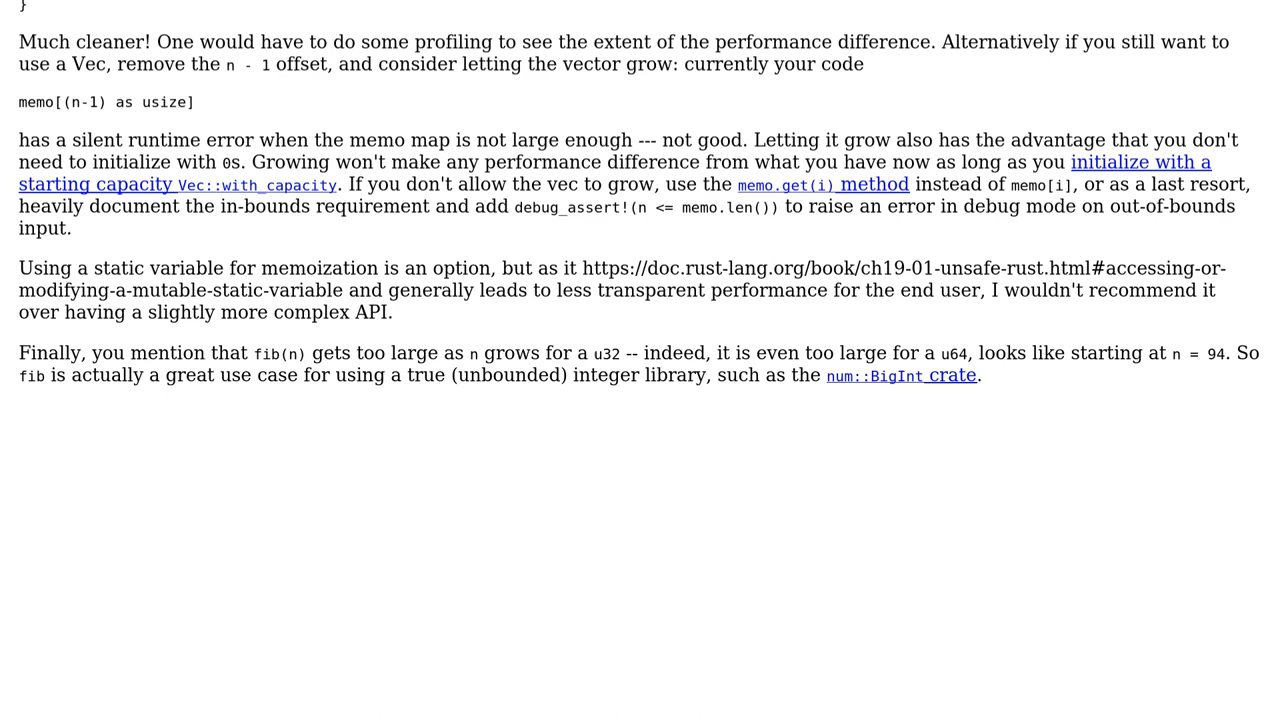 }
Much cleaner! One would have to do some profiling to see the extent of the performance difference. Alternatively if you still want to
use a Vec, remove the n - 1 offset, and consider letting the vector grow: currently your code
memo[(n-1) as usize]
has a silent runtime error when the memo map is not large enough --- not good. Letting it grow also has the advantage that you don't
need to initialize with 0s. Growing won't make any performance difference from what you have now as long as you initialize with a
starting capacity Vec::with_capacity. If you don't allow the vec to grow, use the memo.get(i) method instead of memo[i], or as a last resort,
heavily document the in-bounds requirement and add debug_assert!(n <= memo.len()) to raise an error in debug mode on out-of-bounds
input.
Using a static variable for memoization is an option, but as it https://doc.rust-lang.org/book/ch19-01-unsafe-rust.html#accessing-or-
modifying-a-mutable-static-variable and generally leads to less transparent performance for the end user, I wouldn't recommend it
over having a slightly more complex API.
Finally, you mention that fib(n) gets too large as n grows for a u32 -- indeed, it is even too large for a u64, looks like starting at n = 94. So
fib is actually a great use case for using a true (unbounded) integer library, such as the num::BigInt crate.